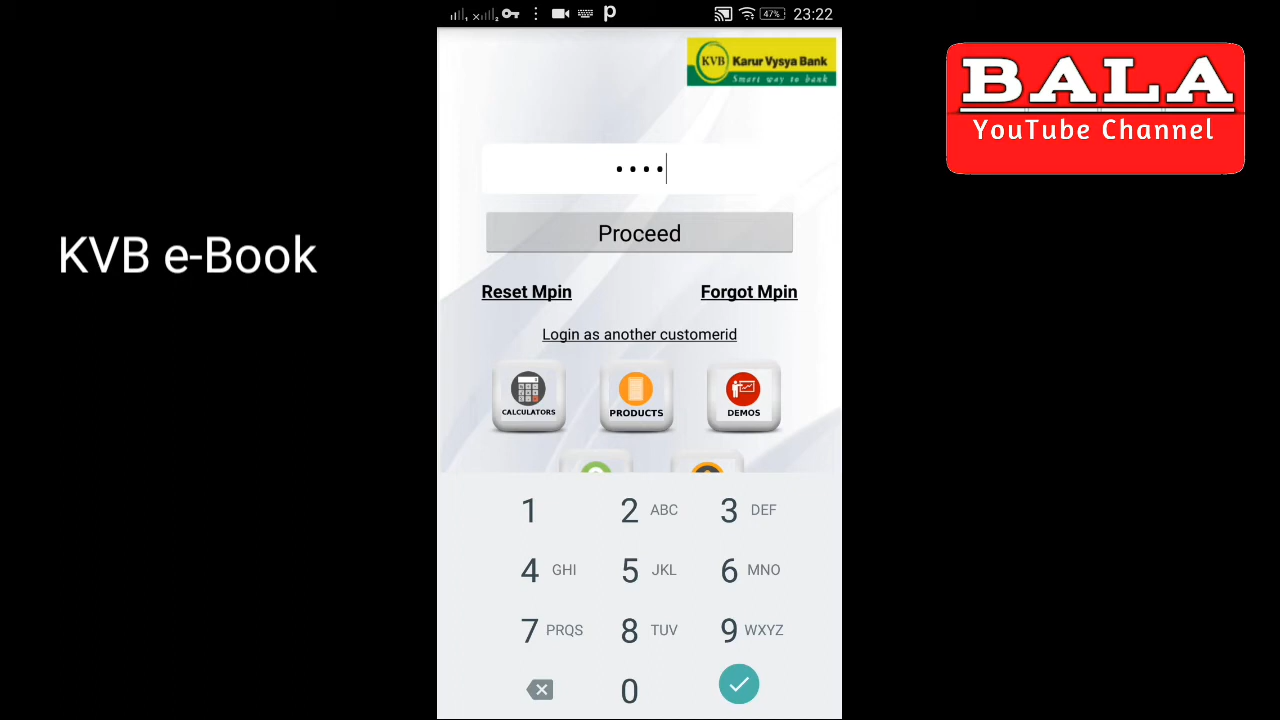 47%
23:22
KVB
Karur Vysya Bank
Smart way to bank
BALA
YouTube Channel
KVB e-Book
••••
Proceed
Reset Mpin
Forgot Mpin
Login as another customerid
CALCULATORS
PRODUCTS
DEMOS
1
2 ABC
3 DEF
4 GHI
5 JKL
6 MNO
7 PRQS
8 TUV
9 WXYZ
0